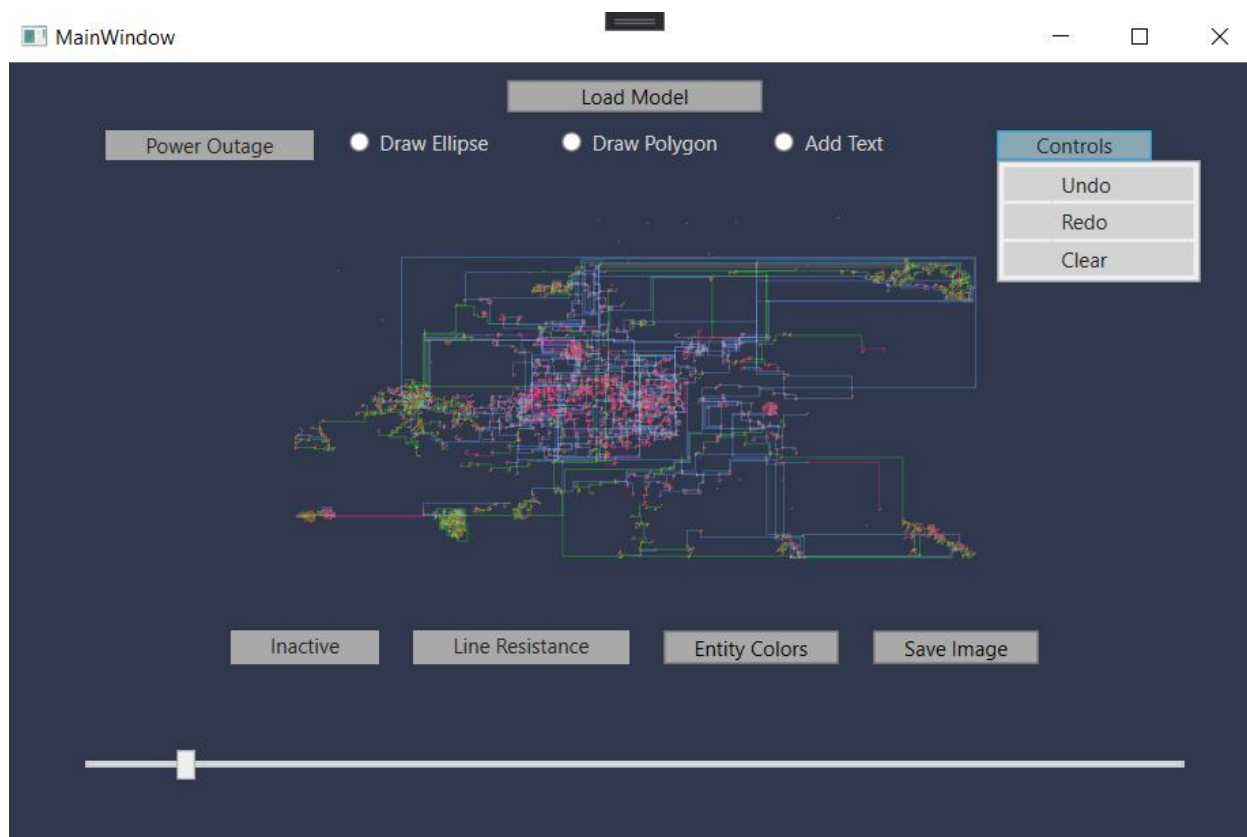 MainWindow
Load Model
Power Outage
Draw Ellipse
Draw Polygon
Add Text
Controls
Undo
Redo
Clear
Inactive
Line Resistance
Entity Colors
Save Image